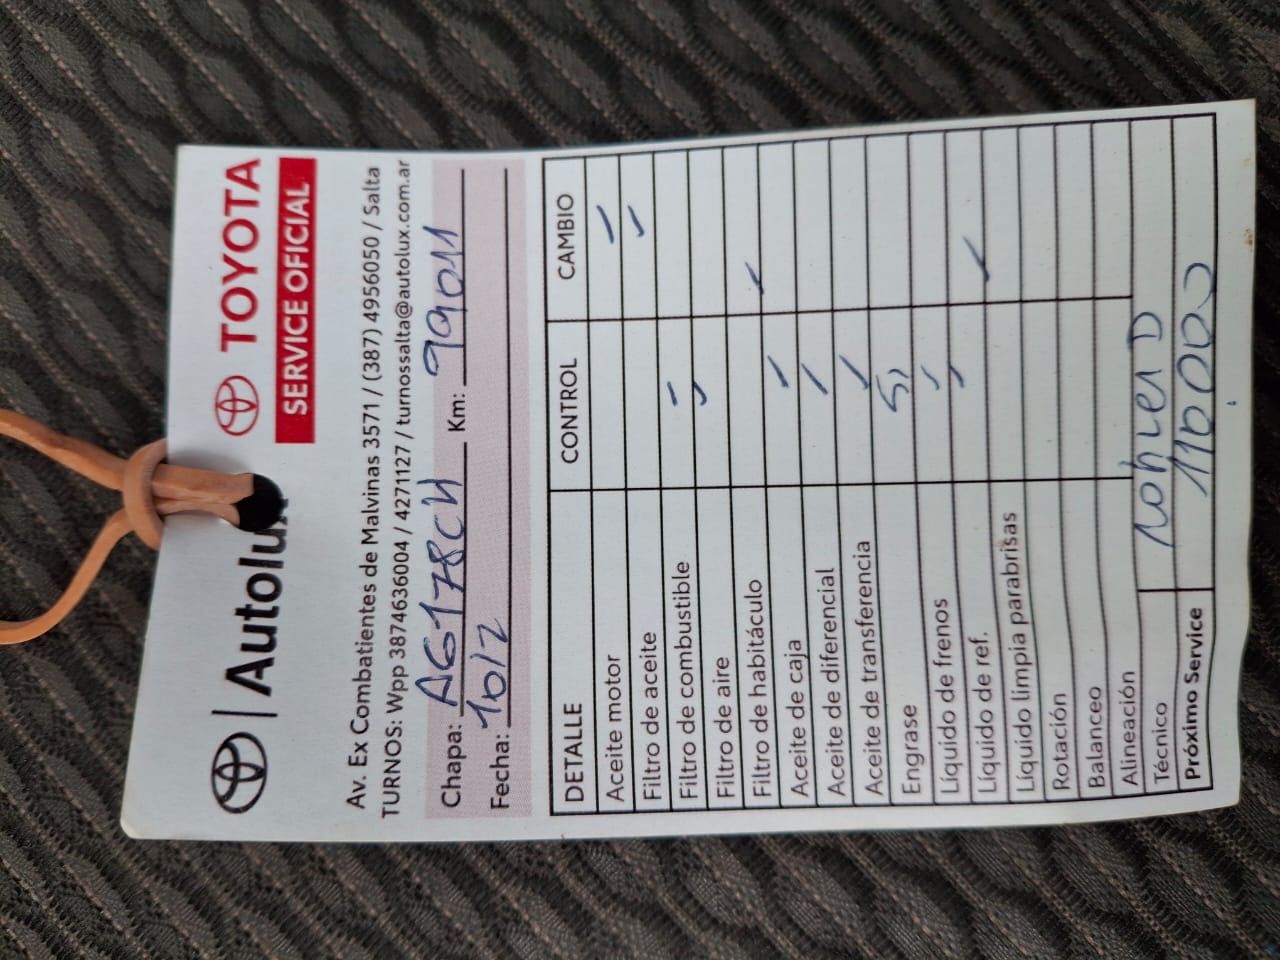 Autolux TOYOTA
SERVICE OFICIAL
Av. Ex Combatientes de Malvinas 3571 / (387) 4956050 / Salta
TURNOS: Wpp 3874636004 / 4271127 / turnossalta@autolux.com.ar
Chapa: AG178CH Km: 99011
Fecha: 10/2
DETALLE CONTROL CAMBIO
Aceite motor
Filtro de aceite
Filtro de combustible
Filtro de aire
Filtro de habitáculo
Aceite de caja
Aceite de diferencial
Aceite de transferencia
Engrase Si
Líquido de frenos
Líquido de ref.
Líquido limpia parabrisas
Rotación
Balanceo
Alineación
Técnico
Próximo Service 110000